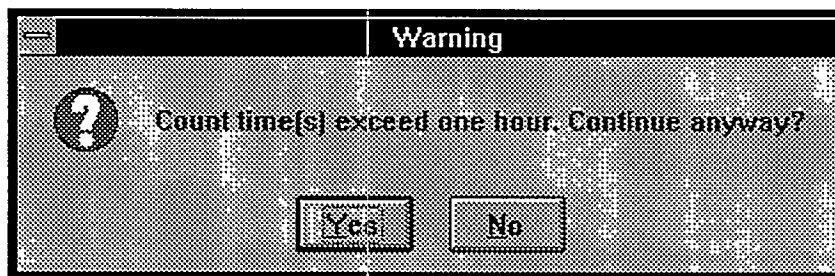 Warning
Count time(s) exceed one hour. Continue anyway?
Yes No